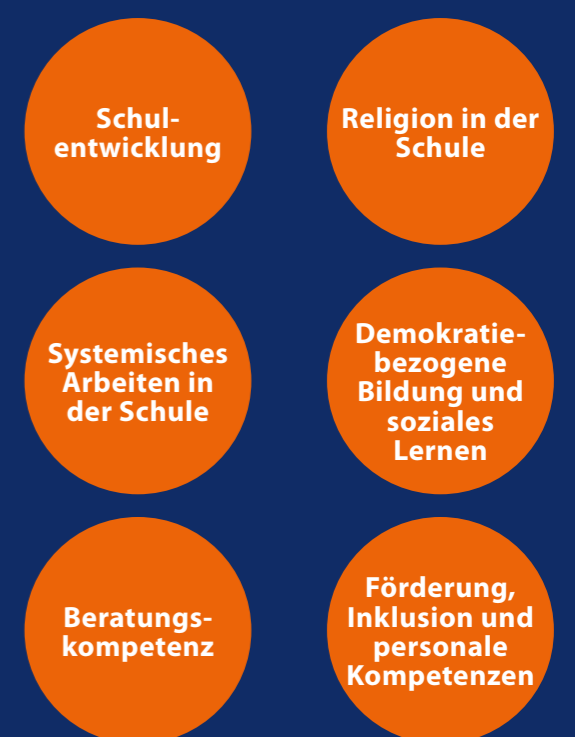 Schul-
entwicklung
Religion in der
Schule
Systemisches
Arbeiten in
der Schule
Demokratie-
bezogene
Bildung und
soziales
Lernen
Beratungs-
kompetenz
Förderung,
Inklusion und
personale
Kompetenzen